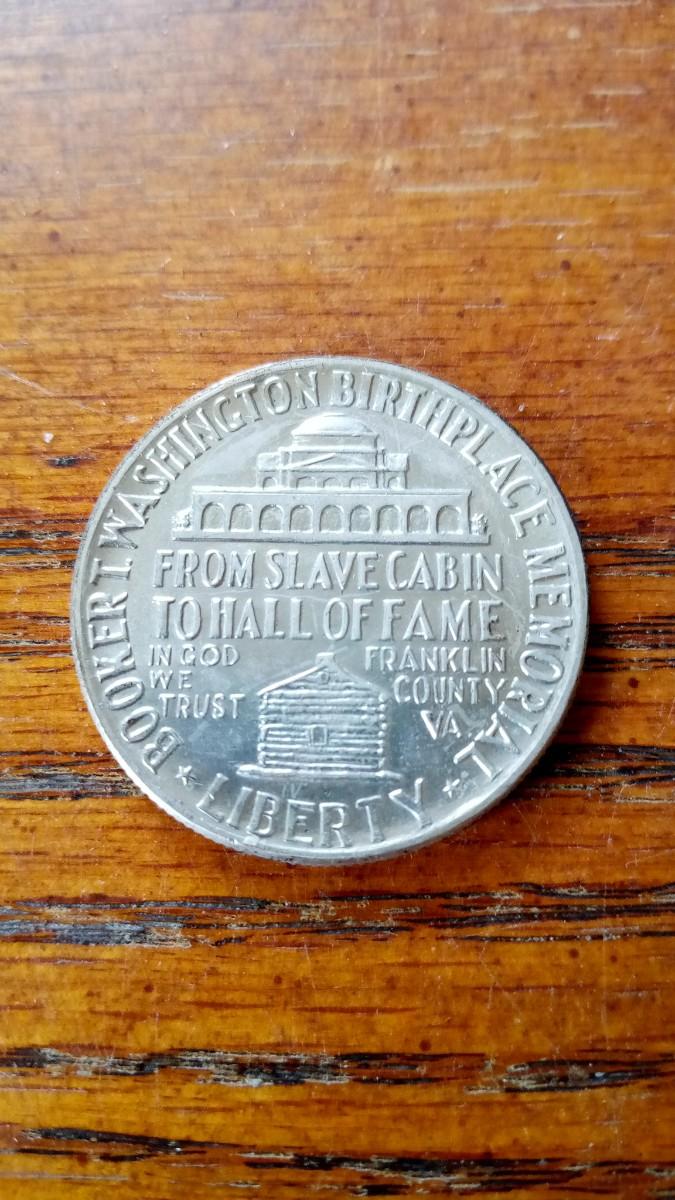 BOOKER T. WASHINGTON BIRTHPLACE MEMORIAL
FROM SLAVE CABIN
TO HALL OF FAME
IN GOD
WE
TRUST
FRANKLIN
COUNTY
VA.
LIBERTY